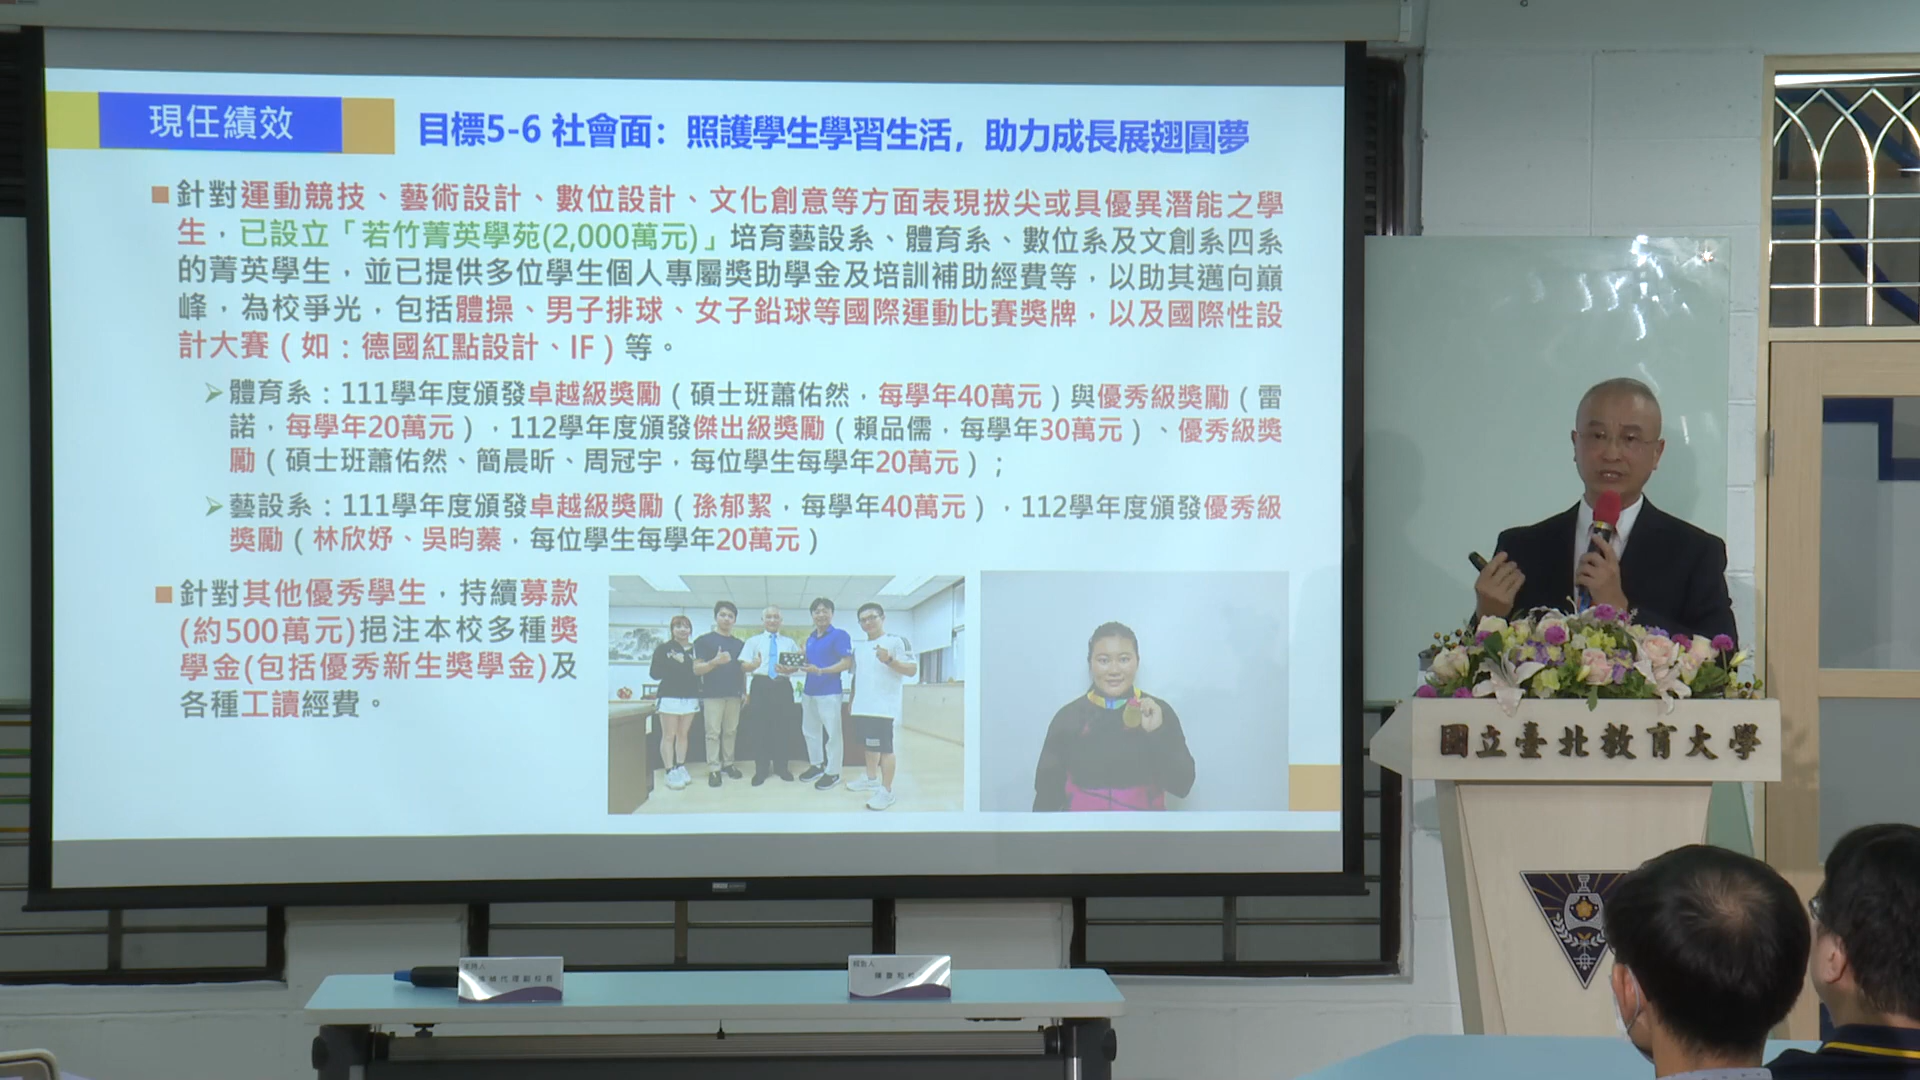 現任績效
目標5-6 社會面：照護學生學習生活，助力成長展翅圓夢
針對運動競技、藝術設計、數位設計、文化創意等方面表現拔尖或具優異潛能之學
生，已設立「若竹菁英學苑(2,000萬元)」培育藝設系、體育系、數位系及文創系四系
的菁英學生，並已提供多位學生個人專屬獎助學金及培訓補助經費等，以助其邁向巔
峰，為校爭光，包括體操、男子排球、女子鉛球等國際運動比賽獎牌，以及國際性設
計大賽（如：德國紅點設計、IF）等。
體育系：111學年度頒發卓越級獎勵（碩士班蕭佑然，每學年40萬元）與優秀級獎勵（雷
諾，每學年20萬元），112學年度頒發傑出級獎勵（賴品儒，每學年30萬元）、優秀級獎
勵（碩士班蕭佑然、簡晨昕、周冠宇，每位學生每學年20萬元）；
藝設系：111學年度頒發卓越級獎勵（孫郁絜，每學年40萬元），112學年度頒發優秀級
獎勵（林欣妤、吳昀蓁，每位學生每學年20萬元）
針對其他優秀學生，持續募款
(約500萬元)挹注本校多種獎
學金(包括優秀新生獎學金)及
各種工讀經費。
國立臺北教育大學
主持人
代理副校長